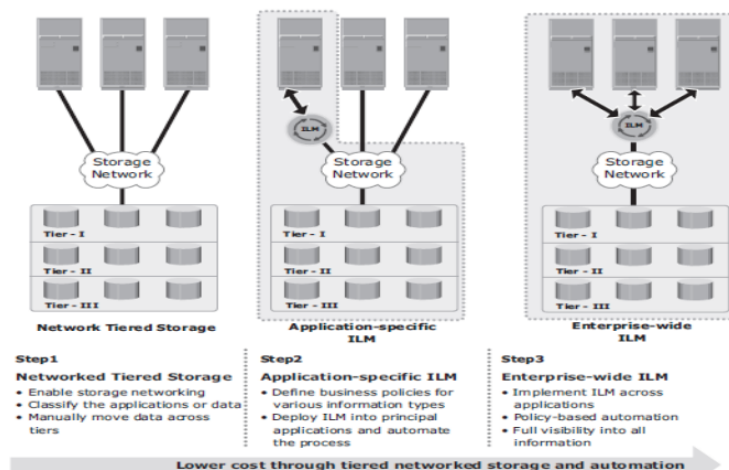 ILM
ILM
Storage
Network
Storage
Network
Storage
Network
Tier - I
Tier - II
Tier - III
Tier - I
Tier - II
Tier - III
Tier - I
Tier - II
Tier - III
Network Tiered Storage
Application-specific
ILM
Enterprise-wide
ILM
Step1
Networked Tiered Storage
• Enable storage networking
• Classify the applications or data
• Manually move data across
tiers
Step2
Application-specific ILM
• Define business policies for
various information types
• Deploy ILM into principal
applications and automate
the process
Step3
Enterprise-wide ILM
• Implement ILM across
applications
• Policy-based automation
• Full visibility into all
information
Lower cost through tiered networked storage and automation